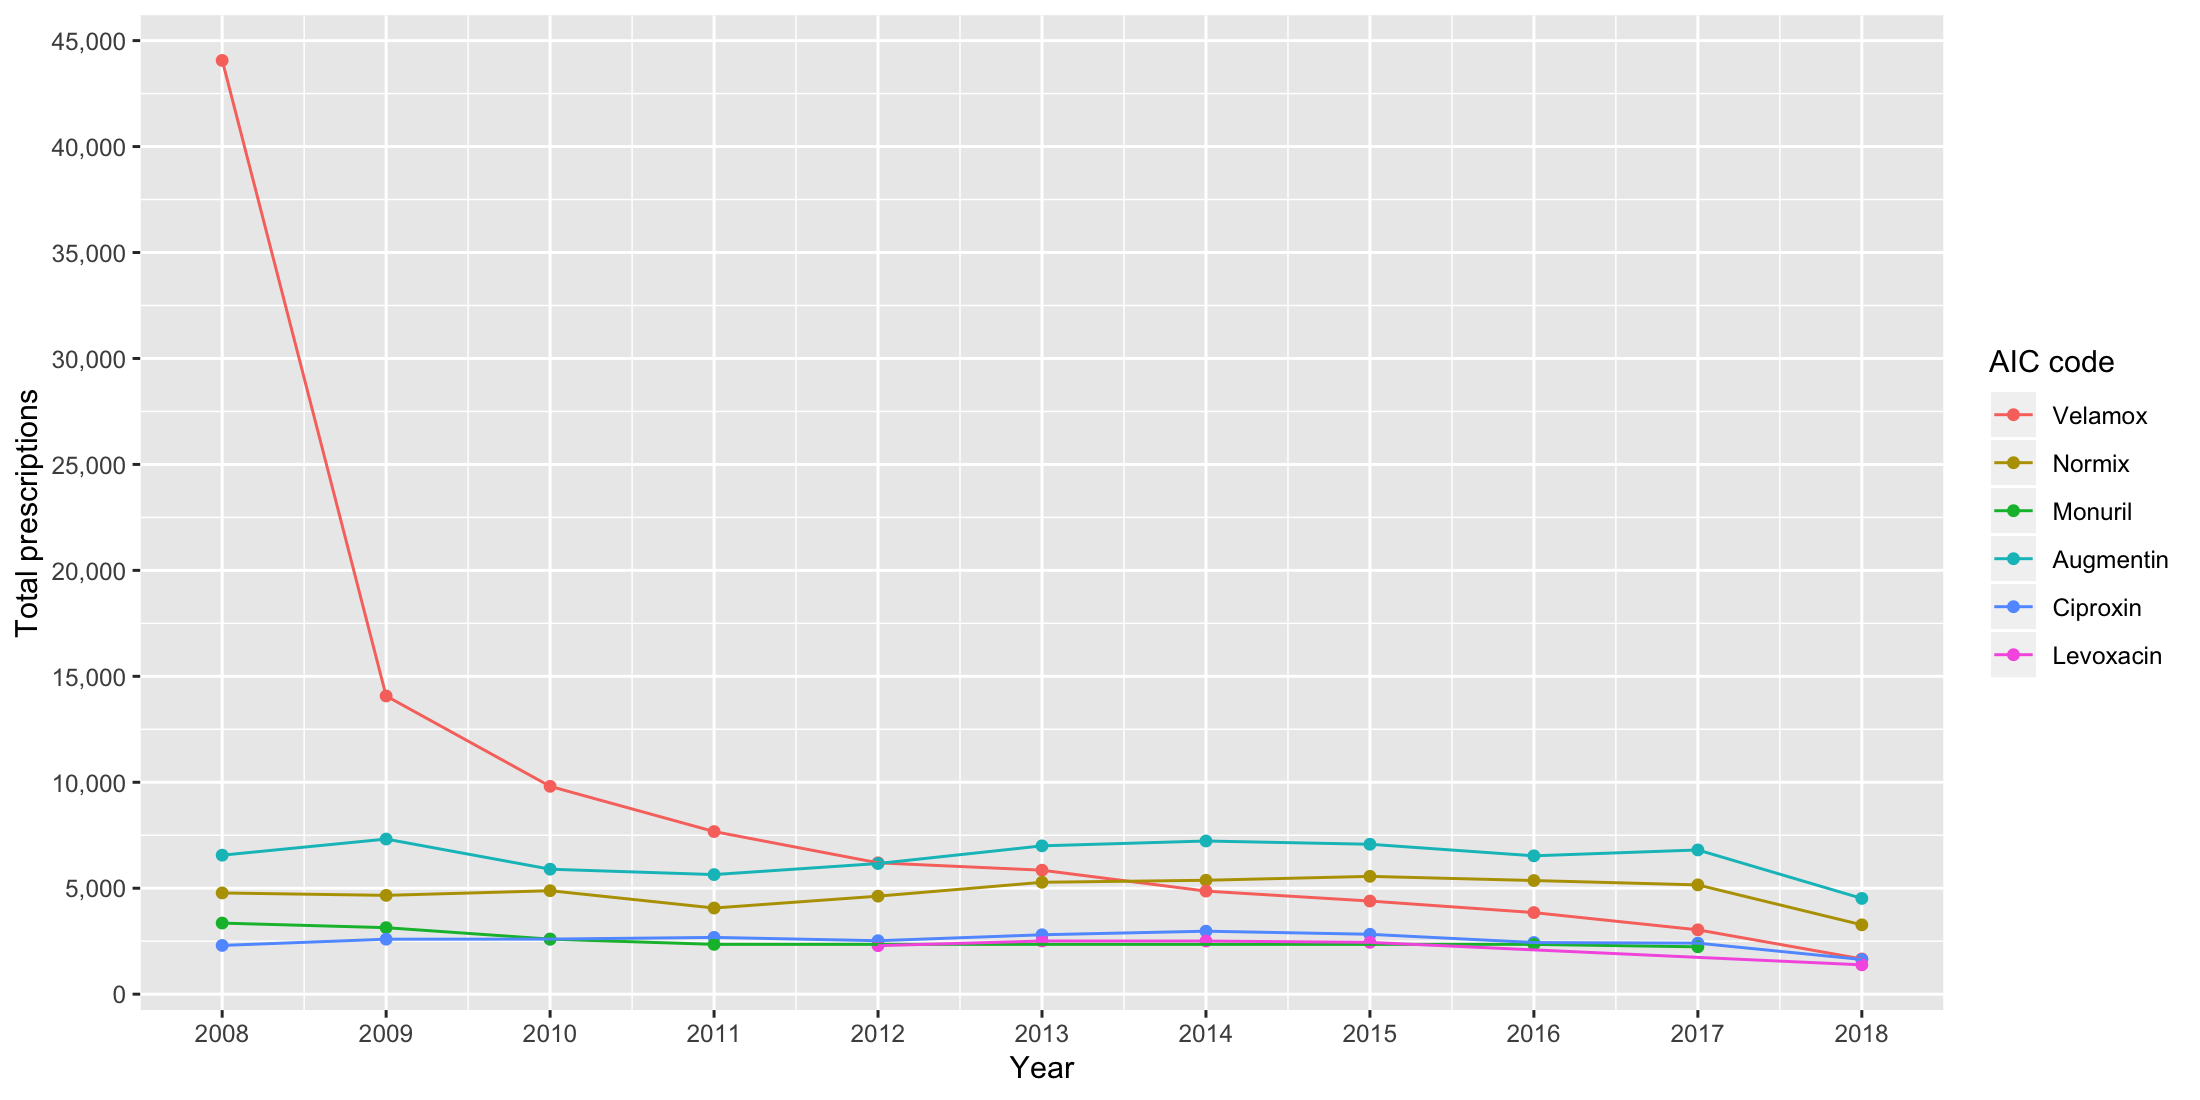 45,000
40,000
35,000
30,000
25,000
20,000
15,000
10,000
5,000
0
Total prescriptions
2008 2009 2010 2011 2012 2013 2014 2015 2016 2017 2018
Year
AIC code
Velamox
Normix
Monuril
Augmentin
Ciproxin
Levoxacin